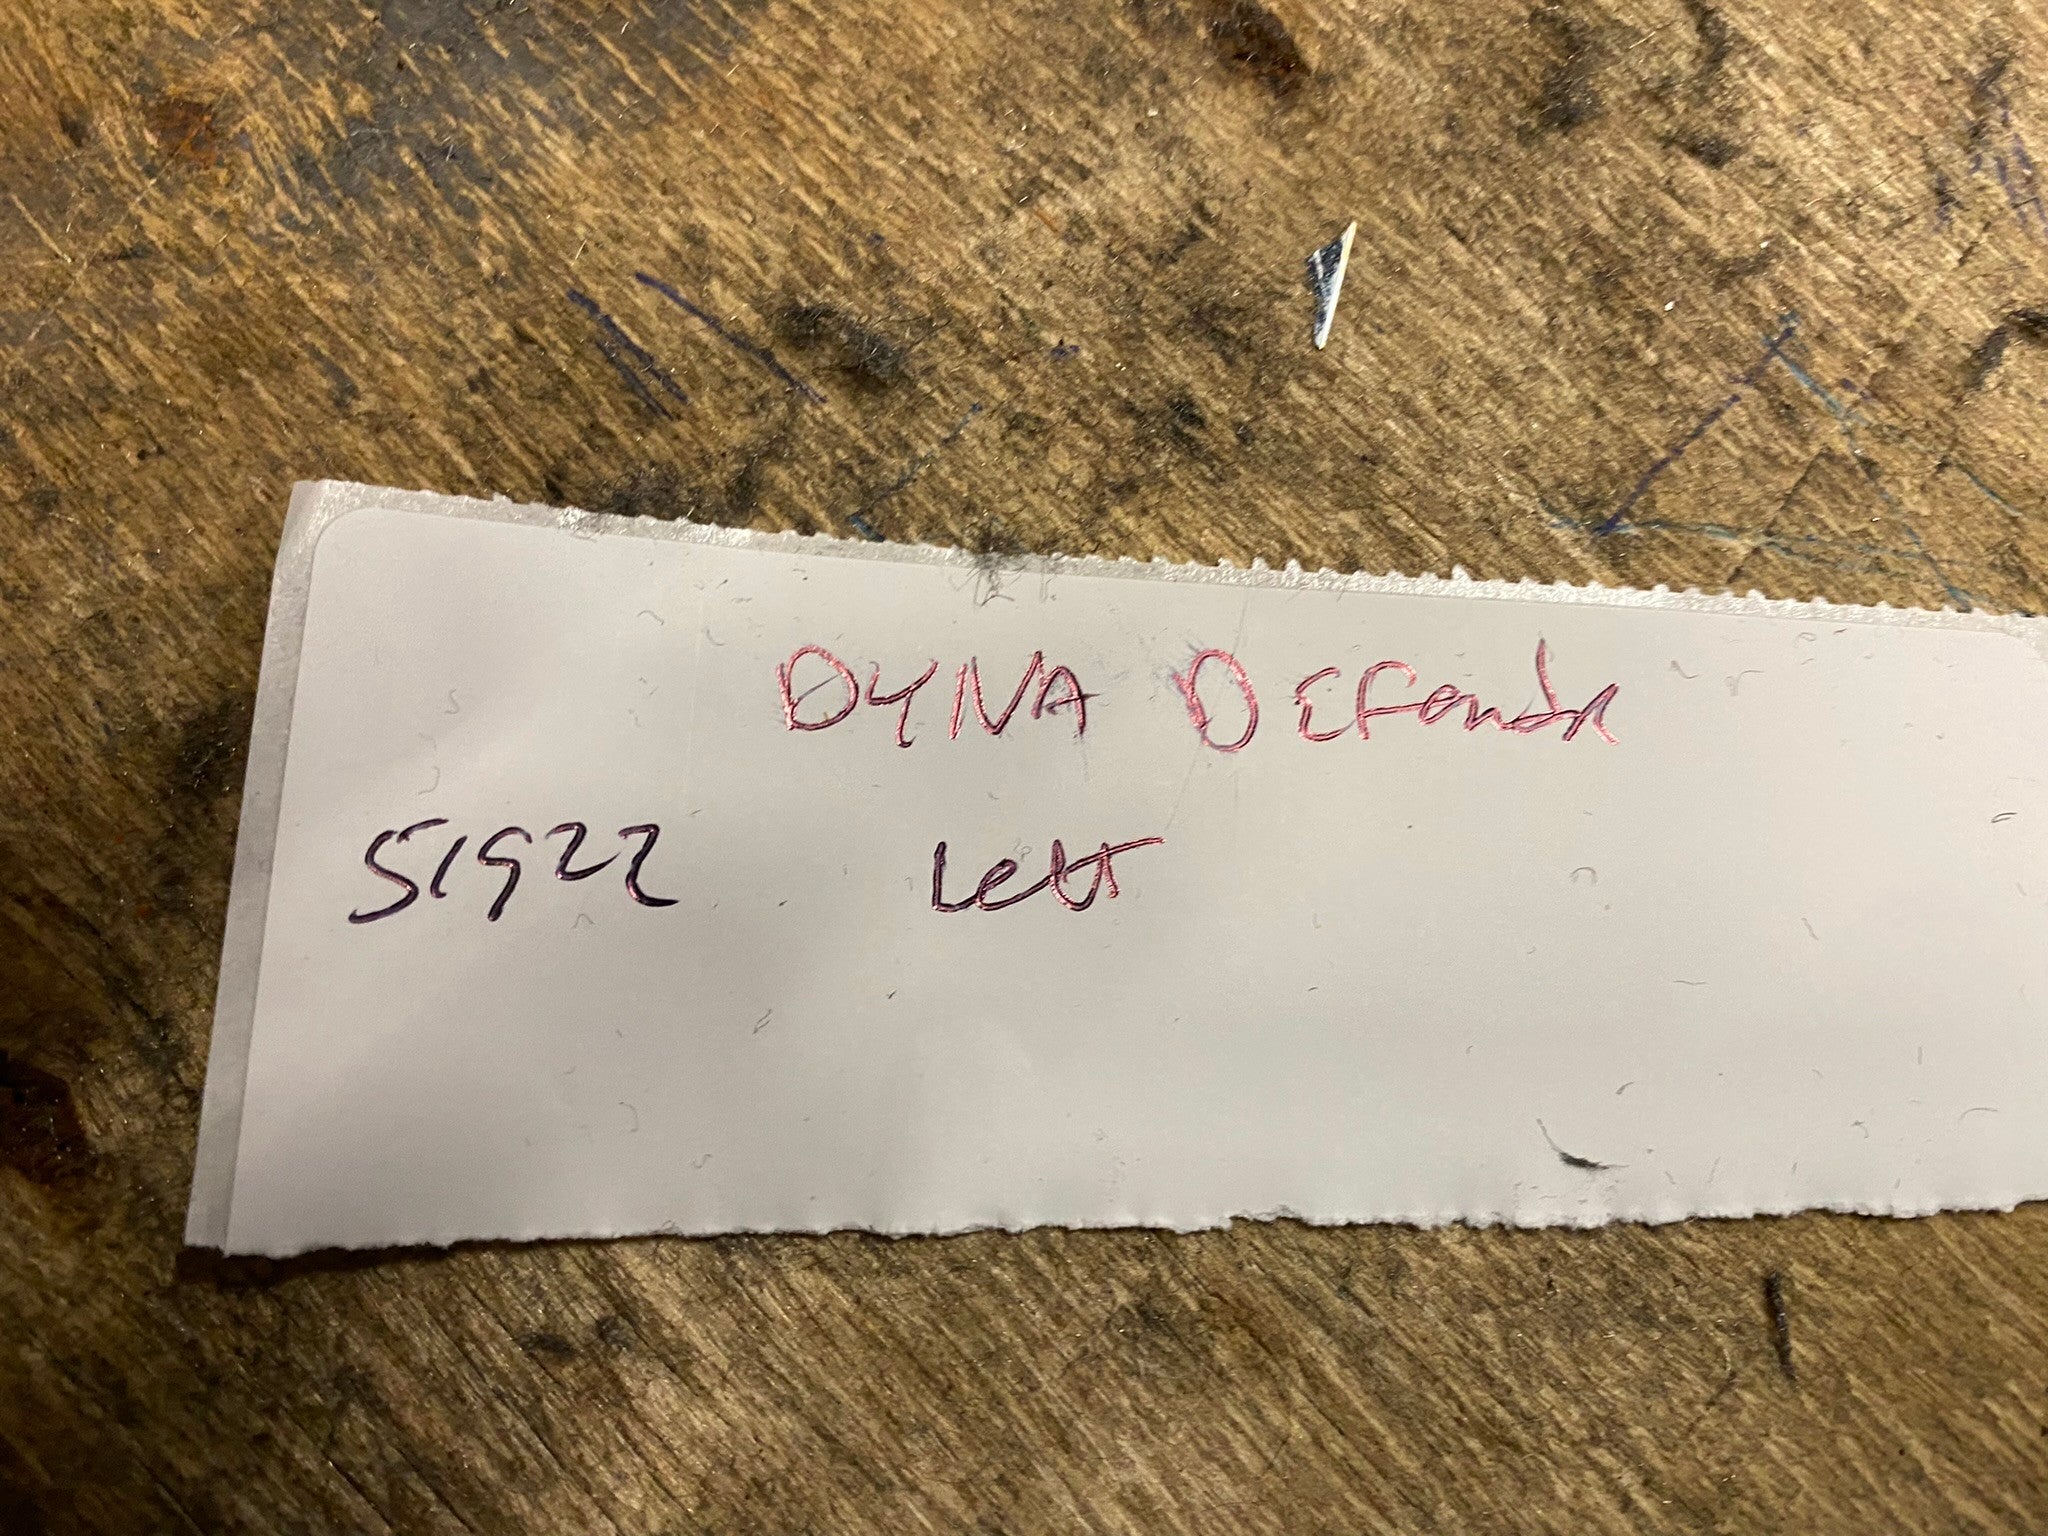 DYNA DEFendr
51922 Left